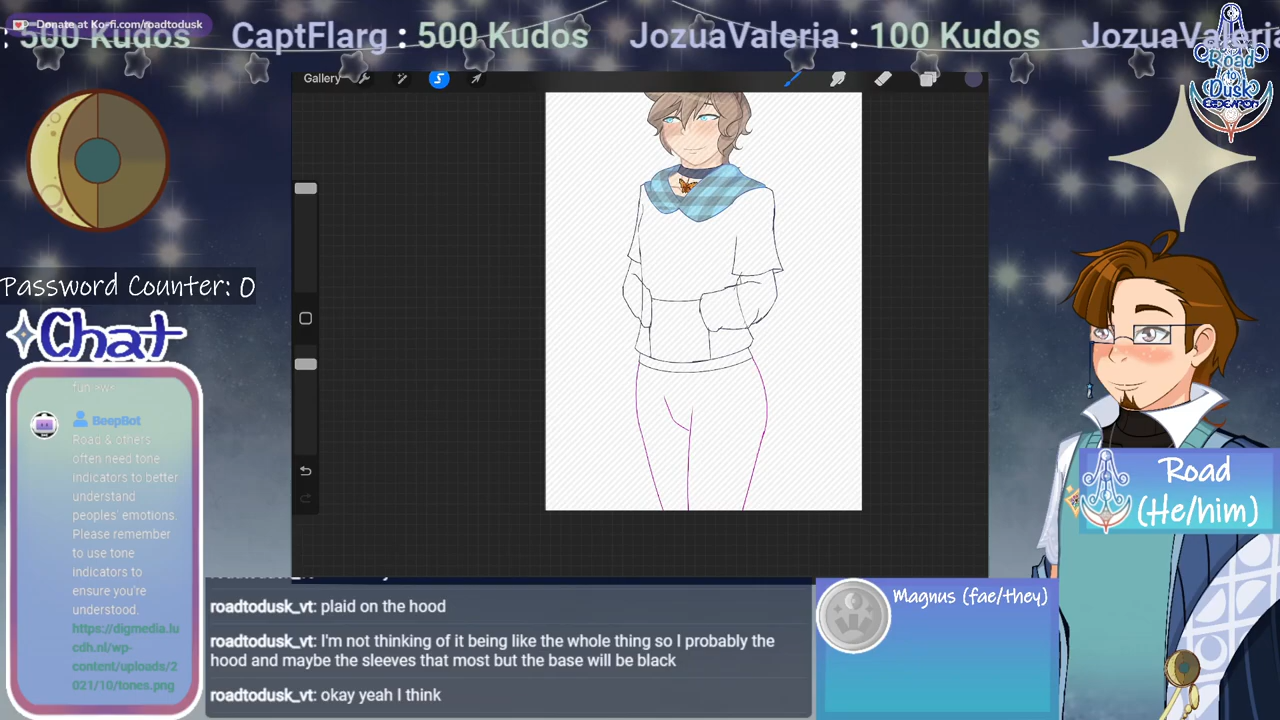 Donate at Ko-fi.com/roadtodusk
: 500 Kudos CaptFlarg : 500 Kudos JozuaValeria : 100 Kudos JozuaValeria
Road
to
Dusk
Gallery
Password Counter: 0
Chat
fun
BeepBot
Road & others
often need tone
indicators to better
understand
peoples' emotions.
Please remember
to use tone
indicators to
ensure you're
understood.
https://digmedia.lu
cdh.nl/wp-
content/uploads/2
021/10/tones.png
roadtodusk_vt: plaid on the hood
roadtodusk_vt: I'm not thinking of it being like the whole thing so I probably the
hood and maybe the sleeves that most but the base will be black
roadtodusk_vt: okay yeah I think
Magnus (fae/they)
Road
(He/him)